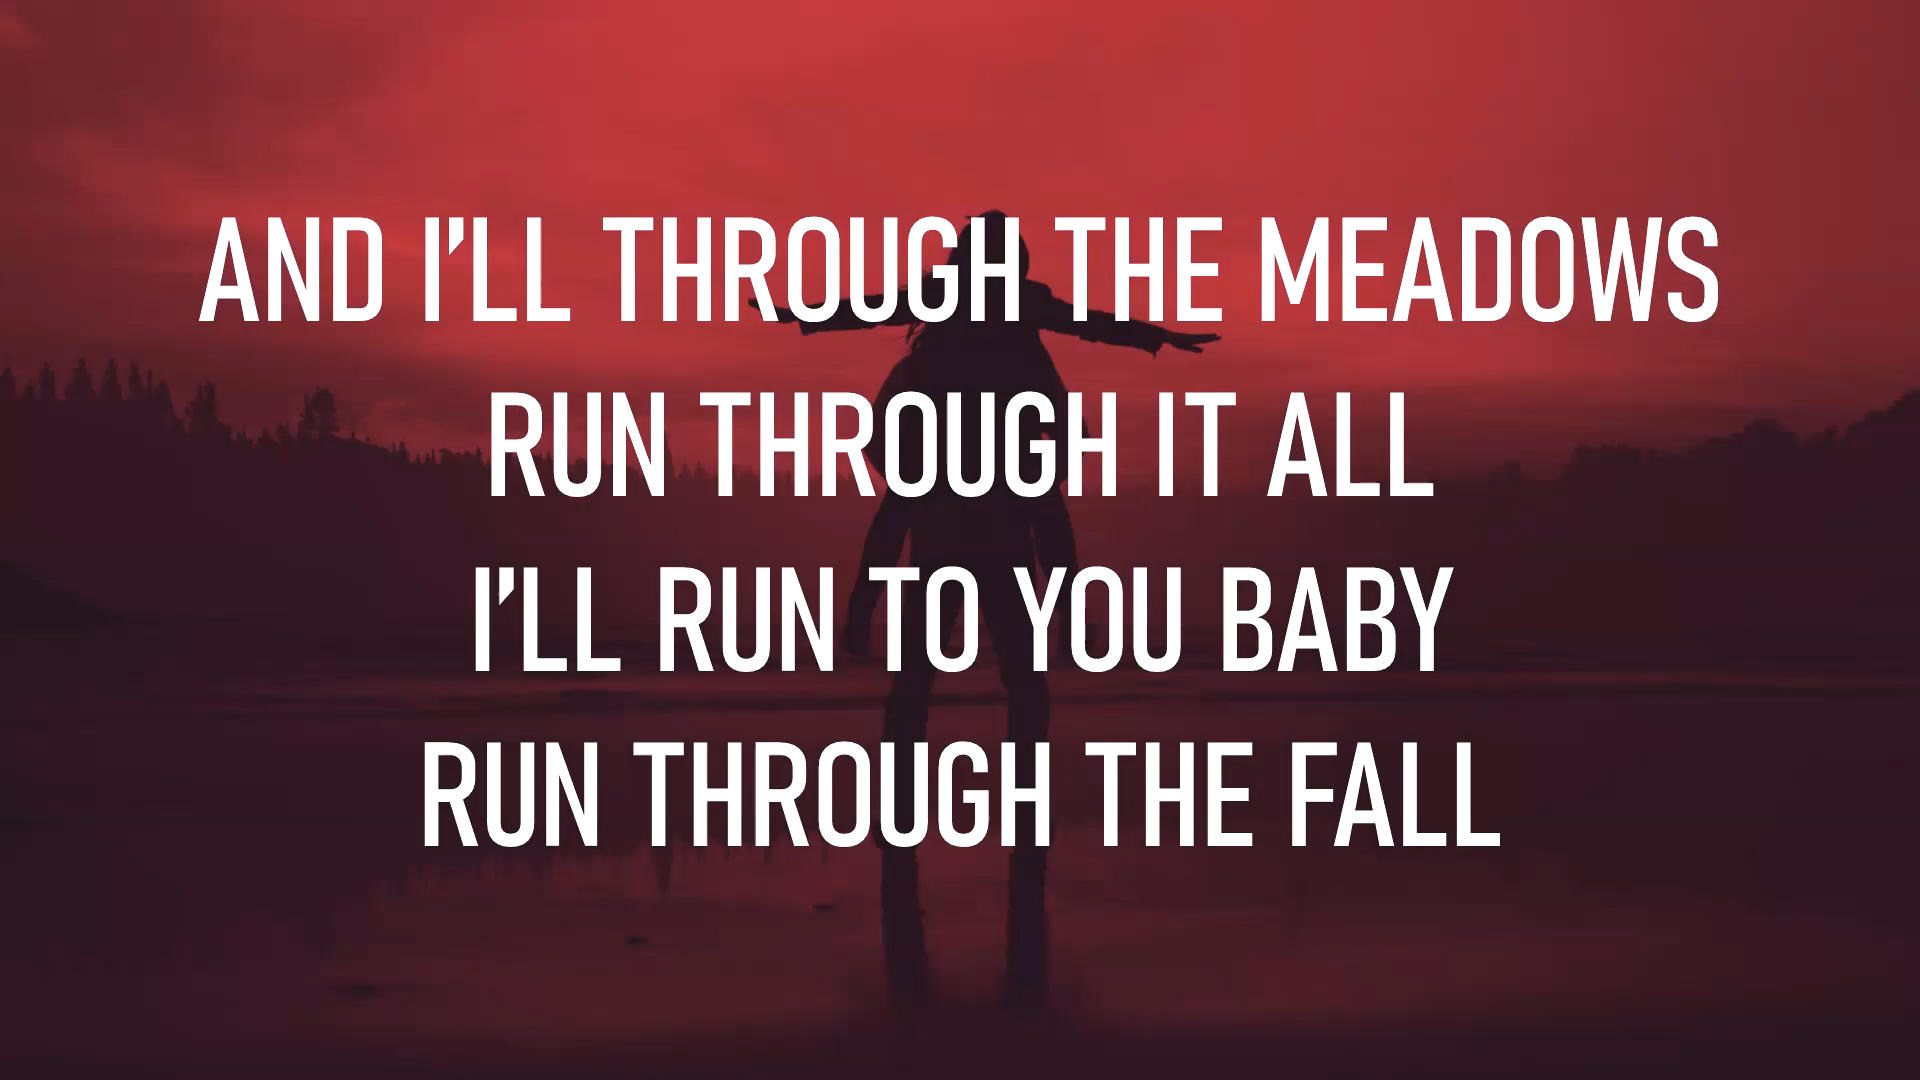 AND I'LL THROUGH THE MEADOWS
RUN THROUGH IT ALL
I'LL RUN TO YOU BABY
RUN THROUGH THE FALL